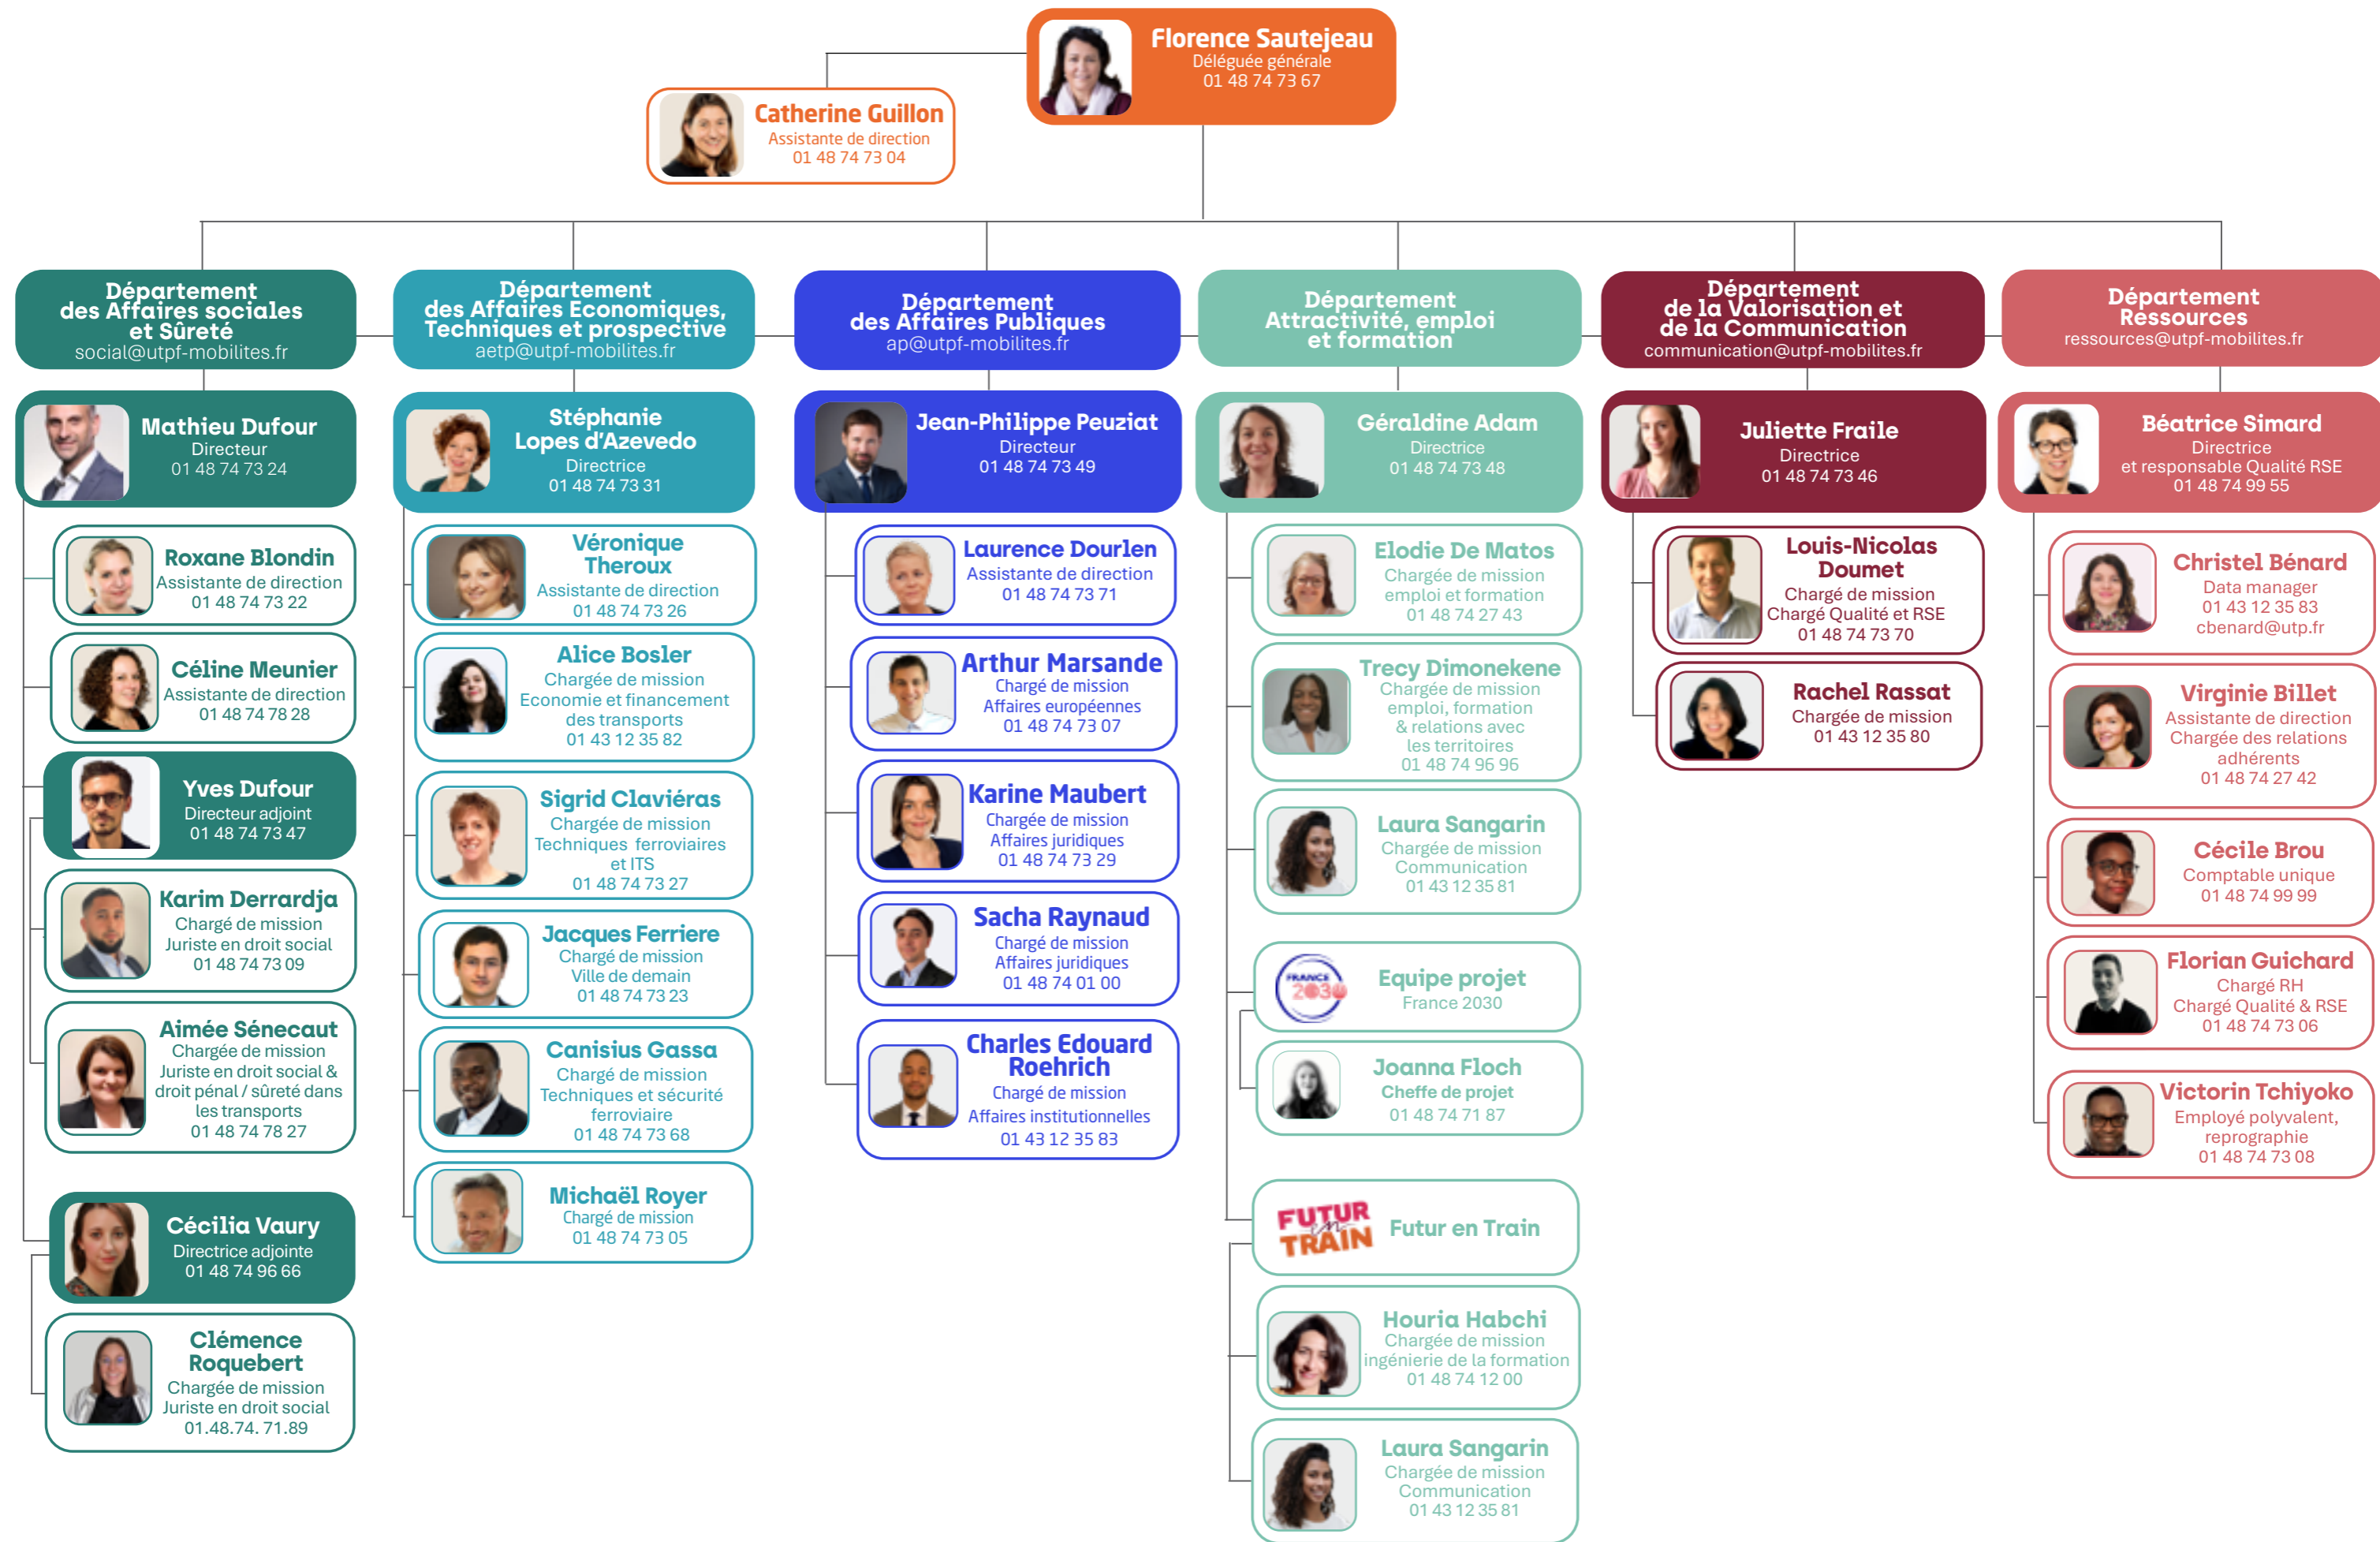 Florence Sautejeau
Déléguée générale
01 48 74 73 67
Catherine Guillon
Assistante de direction
01 48 74 73 04
Département
des Affaires sociales
et Sûreté
social@utpf-mobilites.fr
Mathieu Dufour
Directeur
01 48 74 73 24
Roxane Blondin
Assistante de direction
01 48 74 73 22
Céline Meunier
Assistante de direction
01 48 74 78 28
Yves Dufour
Directeur adjoint
01 48 74 73 47
Karim Derrardja
Chargé de mission
Juriste en droit social
01 48 74 73 09
Aimée Sénecaut
Chargée de mission
Juriste en droit social &
droit pénal / sûreté dans
les transports
01 48 74 78 27
Cécilia Vaury
Directrice adjointe
01 48 74 96 66
Clémence
Roquebert
Chargée de mission
Juriste en droit social
01.48.74. 71.89
Département
des Affaires Economiques,
Techniques et prospective
aetp@utpf-mobilites.fr
Stéphanie
Lopes d'Azevedo
Directrice
01 48 74 73 31
Véronique
Theroux
Assistante de direction
01 48 74 73 26
Alice Bosler
Chargée de mission
Economie et financement
des transports
01 43 12 35 82
Sigrid Claviéras
Chargée de mission
Techniques ferroviaires
et ITS
01 48 74 73 27
Jacques Ferriere
Chargé de mission
Ville de demain
01 48 74 73 23
Canisius Gassa
Chargé de mission
Techniques et sécurité
ferroviaire
01 48 74 73 68
Michaël Royer
Chargé de mission
01 48 74 73 05
Département
des Affaires Publiques
ap@utpf-mobilites.fr
Jean-Philippe Peuziat
Directeur
01 48 74 73 49
Laurence Dourlen
Assistante de direction
01 48 74 73 71
Arthur Marsande
Chargé de mission
Affaires européennes
01 48 74 73 07
Karine Maubert
Chargée de mission
Affaires juridiques
01 48 74 73 29
Sacha Raynaud
Chargé de mission
Affaires juridiques
01 48 74 01 00
Charles Edouard
Roehrich
Chargé de mission
Affaires institutionnelles
01 43 12 35 83
Département
Attractivité, emploi
et formation
Géraldine Adam
Directrice
01 48 74 73 48
Elodie De Matos
Chargée de mission
emploi et formation
01 48 74 27 43
Trecy Dimonekene
Chargée de mission
emploi, formation
& relations avec
les territoires
01 48 74 96 96
Laura Sangarin
Chargée de mission
Communication
01 43 12 35 81
FRANCE
2030
Equipe projet
France 2030
Joanna Floch
Cheffe de projet
01 48 74 71 87
FUTUR
en
TRAIN
Futur en Train
Houria Habchi
Chargée de mission
ingénierie de la formation
01 48 74 12 00
Laura Sangarin
Chargée de mission
Communication
01 43 12 35 81
Département
de la Valorisation et
de la Communication
communication@utpf-mobilites.fr
Juliette Fraile
Directrice
01 48 74 73 46
Louis-Nicolas
Doumet
Chargé de mission
Chargé Qualité et RSE
01 48 74 73 70
Rachel Rassat
Chargée de mission
01 43 12 35 80
Département
Ressources
ressources@utpf-mobilites.fr
Béatrice Simard
Directrice
et responsable Qualité RSE
01 48 74 99 55
Christel Bénard
Data manager
01 43 12 35 83
cbenard@utp.fr
Virginie Billet
Assistante de direction
Chargée des relations
adhérents
01 48 74 27 42
Cécile Brou
Comptable unique
01 48 74 99 99
Florian Guichard
Chargé RH
Chargé Qualité & RSE
01 48 74 73 06
Victorin Tchiyoko
Employé polyvalent,
reprographie
01 48 74 73 08